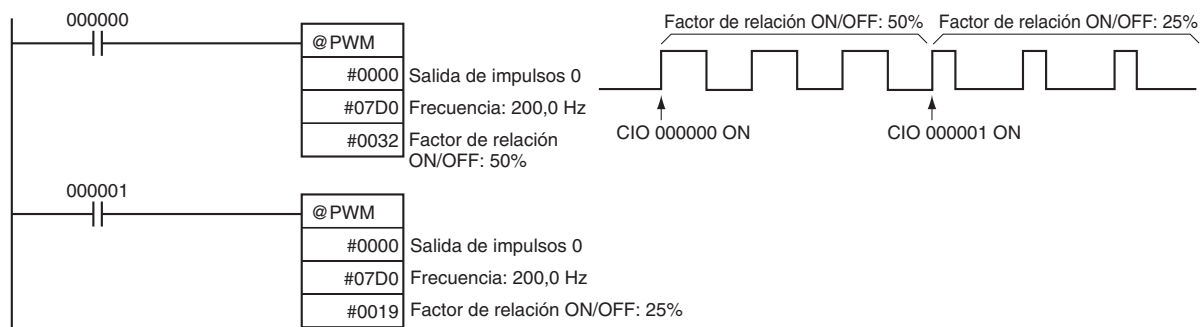 000000
@PWM
#0000 Salida de impulsos 0
#07D0 Frecuencia: 200,0 Hz
#0032 Factor de relación
ON/OFF: 50%
Factor de relación ON/OFF: 50% Factor de relación ON/OFF: 25%
CIO 000000 ON CIO 000001 ON
000001
@PWM
#0000 Salida de impulsos 0
#07D0 Frecuencia: 200,0 Hz
#0019 Factor de relación ON/OFF: 25%